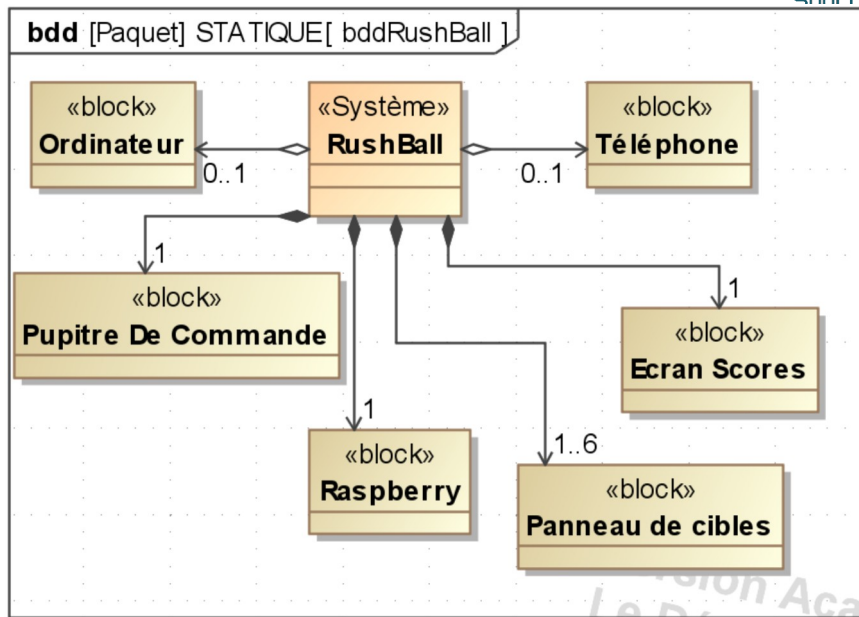 bdd [Paquet] STATIQUE[ bddRushBall ]
«block»
Ordinateur
«Système»
RushBall
«block»
Téléphone
0..1
0..1
1
«block»
Pupitre De Commande
1
«block»
Ecran Scores
1
«block»
Raspberry
1..6
«block»
Panneau de cibles